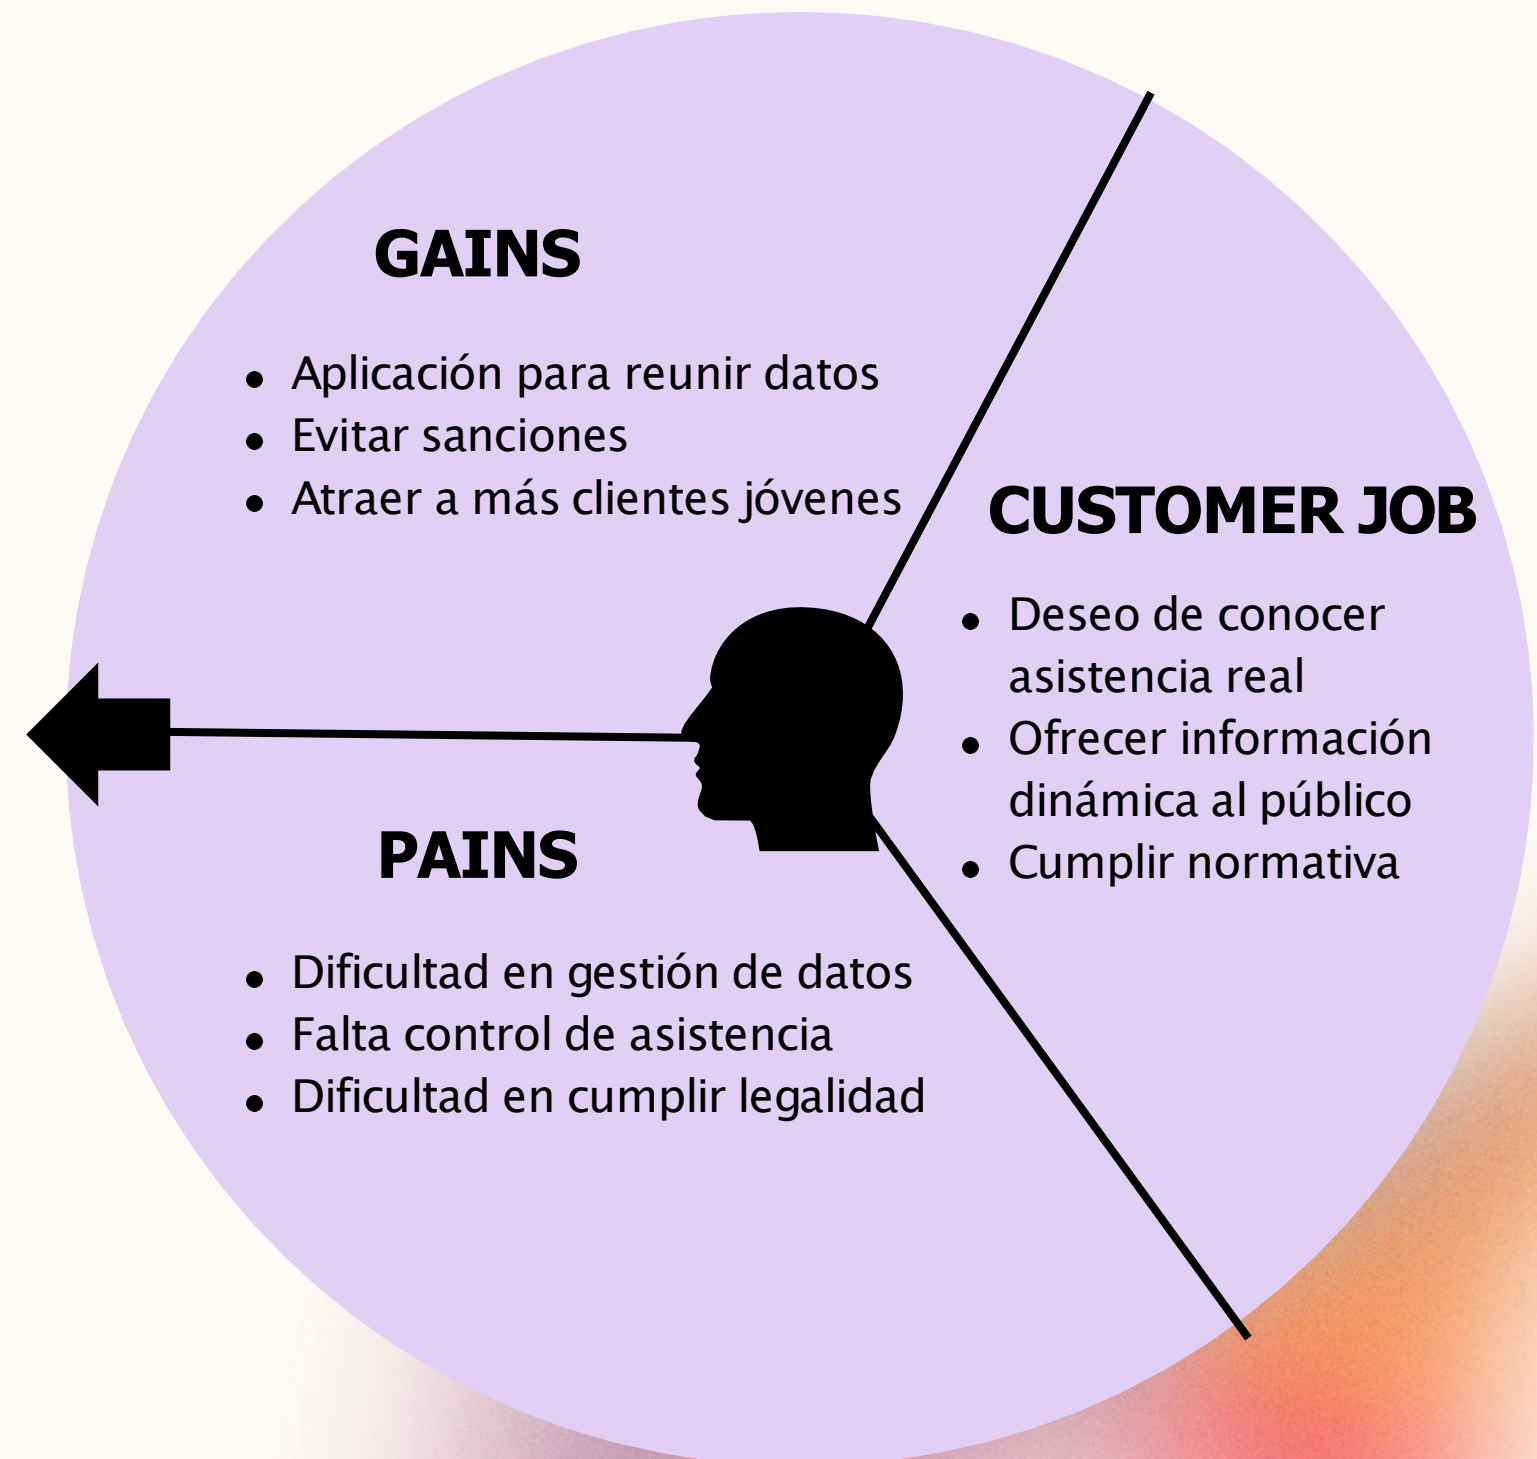 GAINS
• Aplicación para reunir datos
• Evitar sanciones
• Atraer a más clientes jóvenes
CUSTOMER JOB
• Deseo de conocer
asistencia real
• Ofrecer información
dinámica al público
• Cumplir normativa
PAINS
• Dificultad en gestión de datos
• Falta control de asistencia
• Dificultad en cumplir legalidad